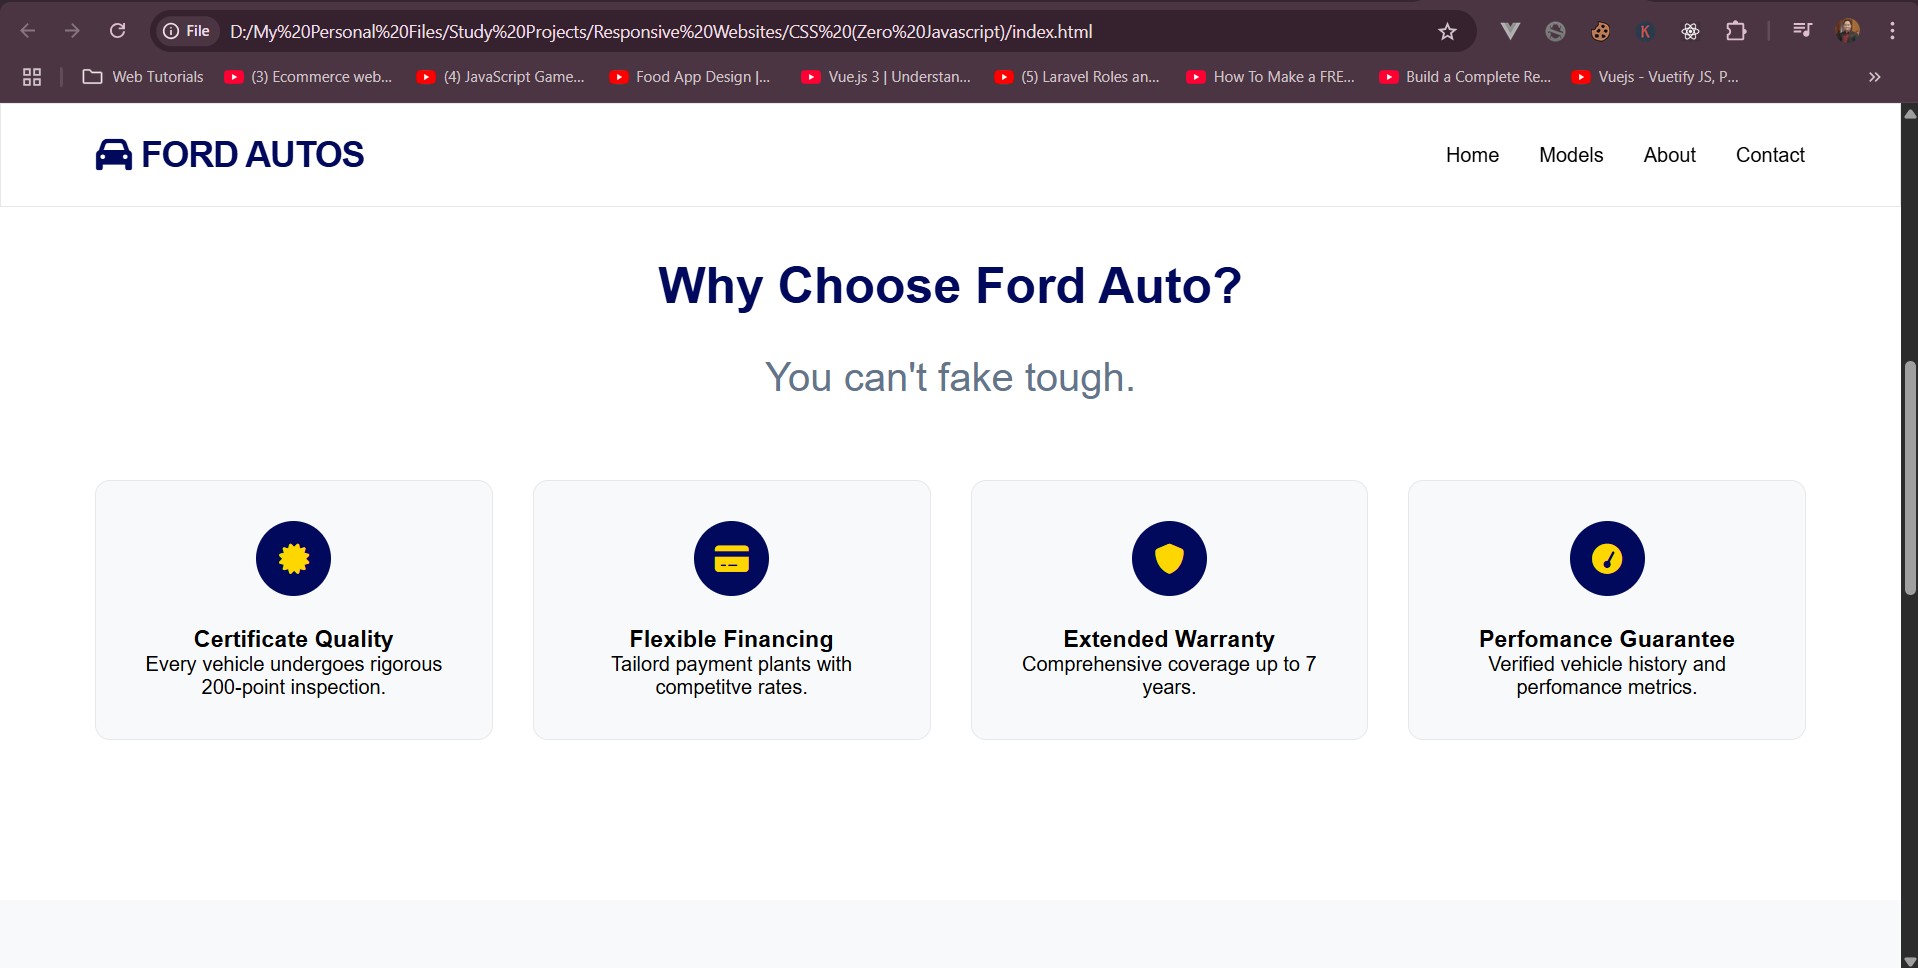 File D:/My%20Personal%20Files/Study%20Projects/Responsive%20Websites/CSS%20(Zero%20Javascript)/index.html
Web Tutorials (3) Ecommerce web... (4) JavaScript Game... Food App Design |... Vue.js 3 | Understan... (5) Laravel Roles an... How To Make a FRE... Build a Complete Re... Vuejs - Vuetify JS, P...
FORD AUTOS Home Models About Contact
Why Choose Ford Auto?
You can't fake tough.
Certificate Quality
Every vehicle undergoes rigorous
200-point inspection.
Flexible Financing
Tailord payment plants with
competitve rates.
Extended Warranty
Comprehensive coverage up to 7
years.
Perfomance Guarantee
Verified vehicle history and
perfomance metrics.